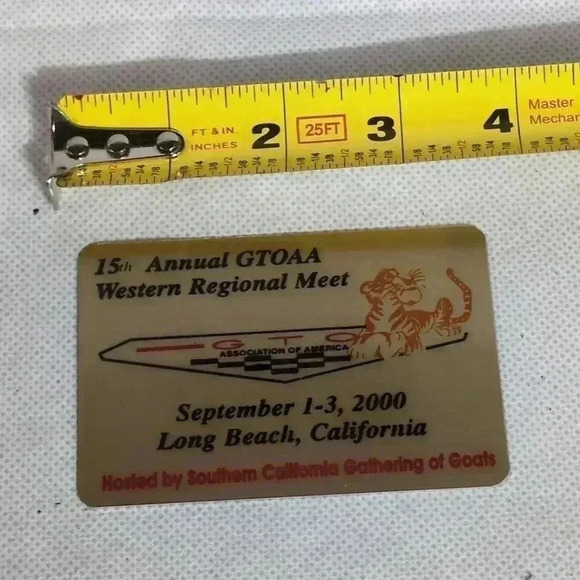 FT & IN.
INCHES
2
25FT
3
4
Master
Mechan
15th Annual GTOAA
Western Regional Meet
GTO
ASSOCIATION OF AMERICA
September 1-3, 2000
Long Beach, California
Hosted by Southern California Gathering of Goats